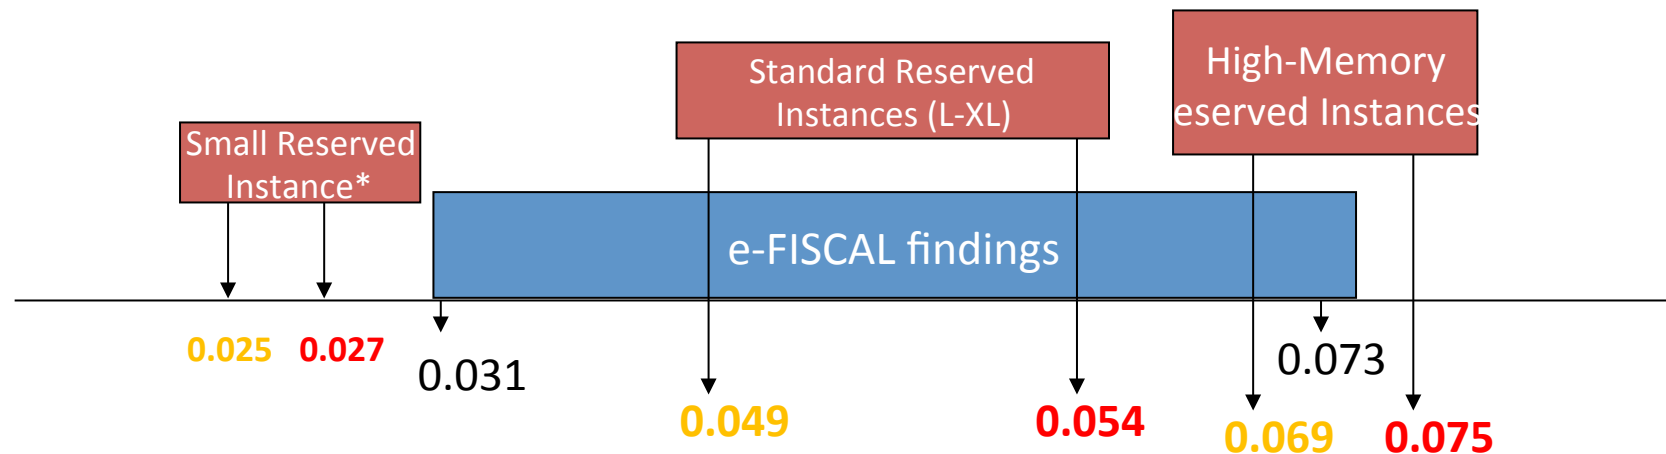 Small Reserved
Instance*
Standard Reserved
Instances (L-XL)
High-Memory
eserved Instances
e-FISCAL findings
0.025 0.027
0.031
0.049
0.054
0.073
0.069
0.075